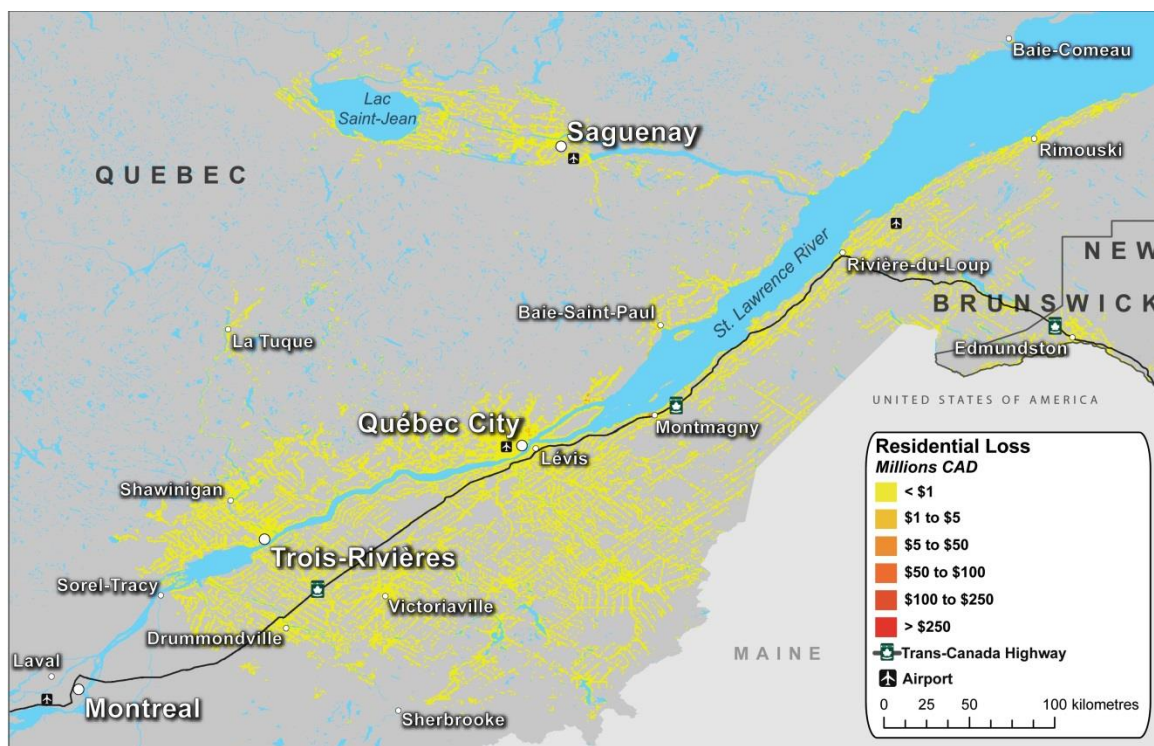 Baie-Comeau
Lac
Saint-Jean
Saguenay
Rimouski
QUEBEC
St. Lawrence River
NEW
Rivière-du-Loup
BRUNSWICK
Baie-Saint-Paul
La Tuque
Edmundston
UNITED STATES OF AMERICA
Québec City
Montmagny
Lévis
Shawinigan
Trois-Rivières
Sorel-Tracy
Victoriaville
Drummondville
MAINE
Laval
Montreal
Sherbrooke
Residential Loss
Millions CAD
< $1
$1 to $5
$5 to $50
$50 to $100
$100 to $250
> $250
Trans-Canada Highway
Airport
0 25 50 100 kilometres